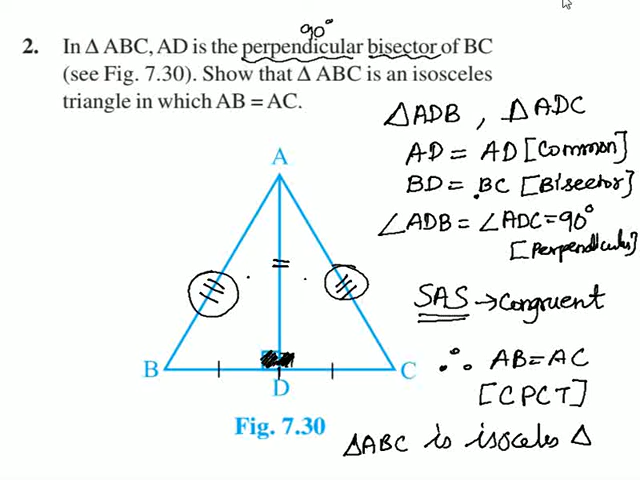 90°
2. In Δ ABC, AD is the perpendicular bisector of BC
(see Fig. 7.30). Show that Δ ABC is an isosceles
triangle in which AB = AC.
ΔADB , ΔADC
AD = AD [Common]
BD = BC [Bisector]
∠ADB = ∠ADC = 90°
[Perpendicular]
SAS → Congruent
∴ AB = AC
[CPCT]
ΔABC is isoceles Δ
A
B
D
C
Fig. 7.30